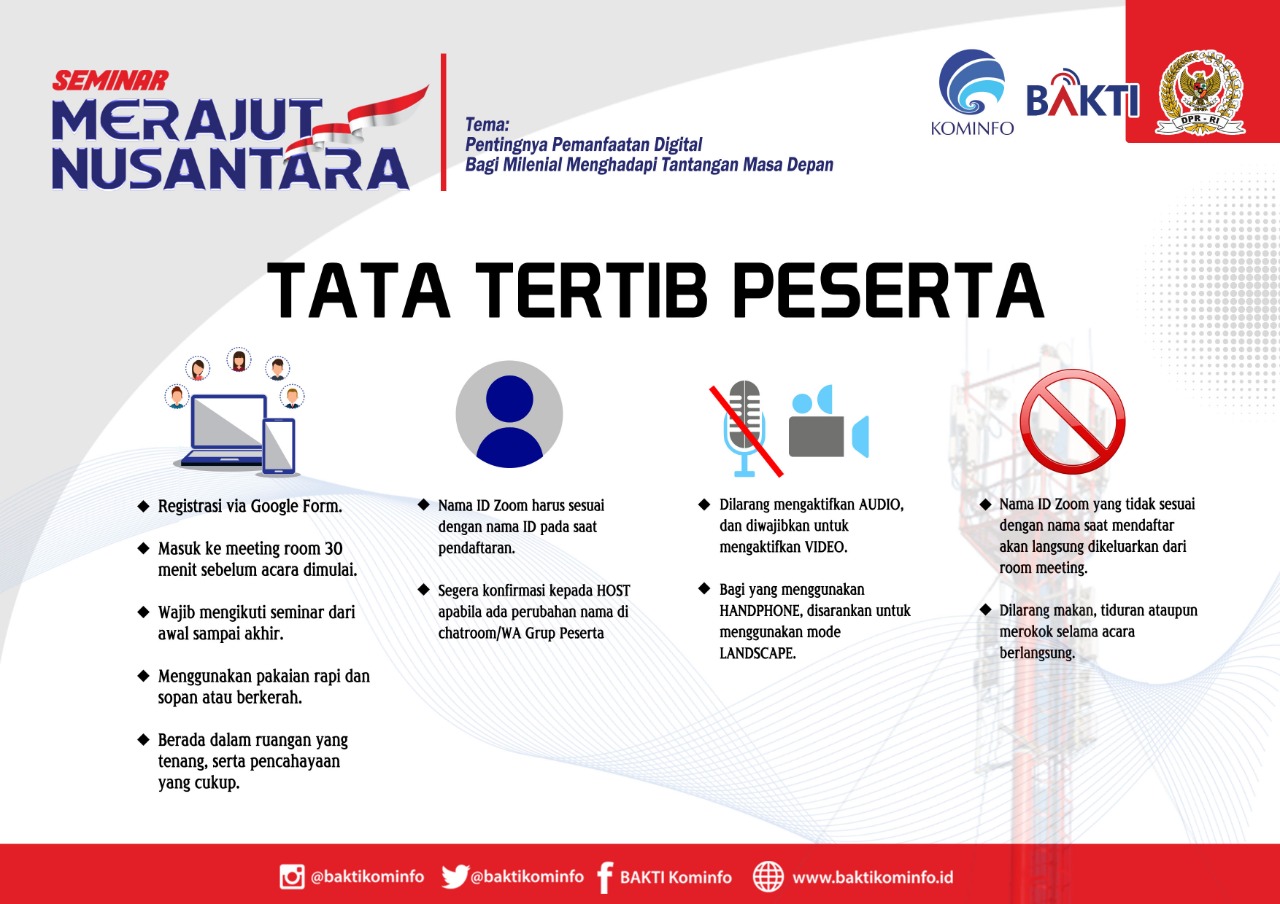 SEMINAR
MERAJUT
NUSANTARA
Tema:
Pentingnya Pemanfaatan Digital
Bagi Milenial Menghadapi Tantangan Masa Depan
KOMINFO
BAKTI
DPR - RI
TATA TERTIB PESERTA
Registrasi via Google Form.
Masuk ke meeting room 30
menit sebelum acara dimulai.
Wajib mengikuti seminar dari
awal sampai akhir.
Menggunakan pakaian rapi dan
sopan atau berkerah.
Berada dalam ruangan yang
tenang, serta pencahayaan
yang cukup.
Nama ID Zoom harus sesuai
dengan nama ID pada saat
pendaftaran.
Segera konfirmasi kepada HOST
apabila ada perubahan nama di
chatroom/WA Grup Peserta
Dilarang mengaktifkan AUDIO,
dan diwajibkan untuk
mengaktifkan VIDEO.
Bagi yang menggunakan
HANDPHONE, disarankan untuk
menggunakan mode
LANDSCAPE.
Nama ID Zoom yang tidak sesuai
dengan nama saat mendaftar
akan langsung dikeluarkan dari
room meeting.
Dilarang makan, tiduran ataupun
merokok selama acara
berlangsung.
@baktikominfo
@baktikominfo
BAKTI Kominfo
www.baktikominfo.id